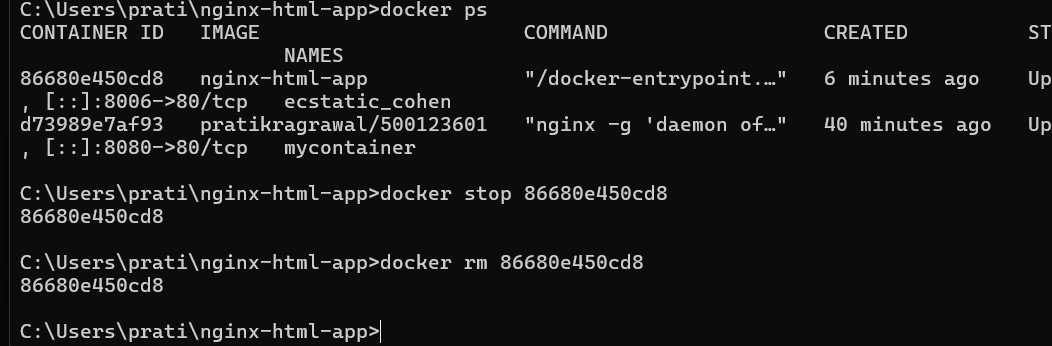 C:\Users\prati\nginx-html-app>docker ps
CONTAINER ID   IMAGE                      COMMAND                  CREATED          ST
                      NAMES
86680e450cd8   nginx-html-app             "/docker-entrypoint.…"   6 minutes ago    Up
, [::]:8006->80/tcp   ecstatic_cohen
d73989e7af93   pratikragrawal/500123601   "nginx -g 'daemon of…"   40 minutes ago   Up
, [::]:8080->80/tcp   mycontainer
C:\Users\prati\nginx-html-app>docker stop 86680e450cd8
86680e450cd8
C:\Users\prati\nginx-html-app>docker rm 86680e450cd8
86680e450cd8
C:\Users\prati\nginx-html-app>